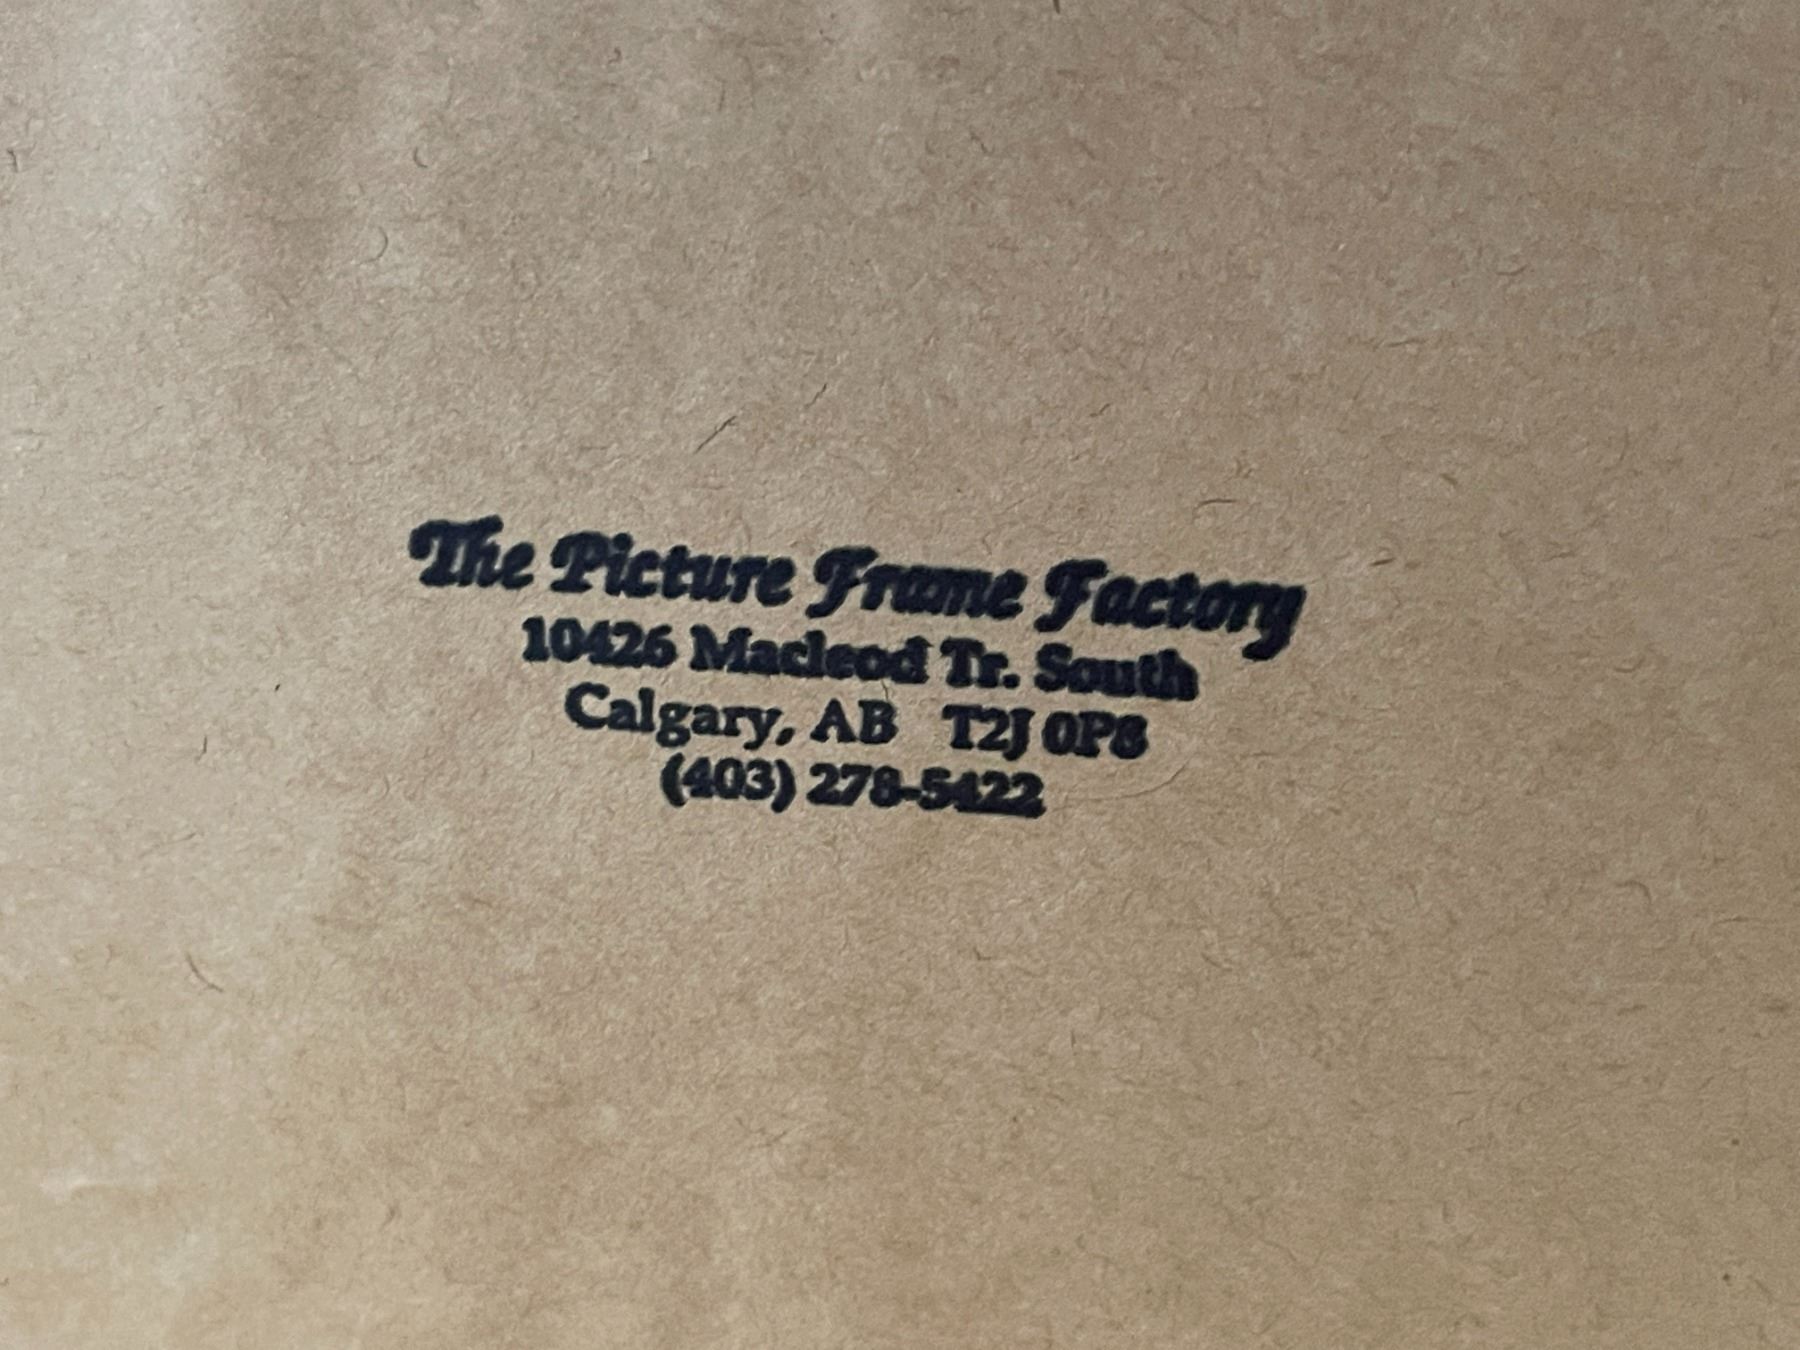 The Picture Frame Factory
10426 Macleod Tr. South
Calgary, AB T2J 0P8
(403) 278-5422